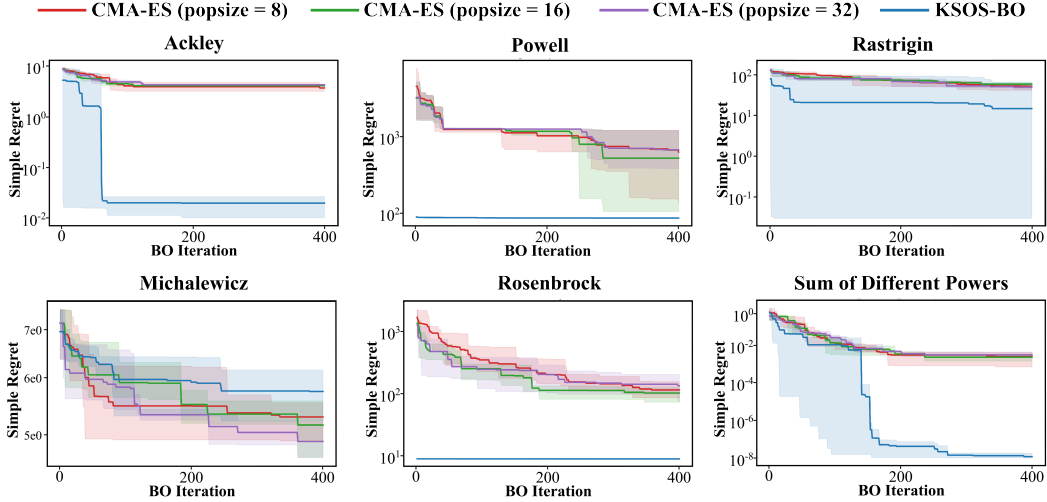 CMA-ES (popsize = 8) CMA-ES (popsize = 16) CMA-ES (popsize = 32) KSOS-BO
Ackley
Simple Regret
10^1
10^0
10^-1
10^-2
0 200 400
BO Iteration
Powell
Simple Regret
10^3
10^2
0 200 400
BO Iteration
Rastrigin
Simple Regret
10^2
10^1
10^0
10^-1
0 200 400
BO Iteration
Michalewicz
Simple Regret
7e0
6e0
5e0
0 200 400
BO Iteration
Rosenbrock
Simple Regret
10^3
10^2
10^1
0 200 400
BO Iteration
Sum of Different Powers
Simple Regret
10^0
10^-2
10^-4
10^-6
10^-8
0 200 400
BO Iteration